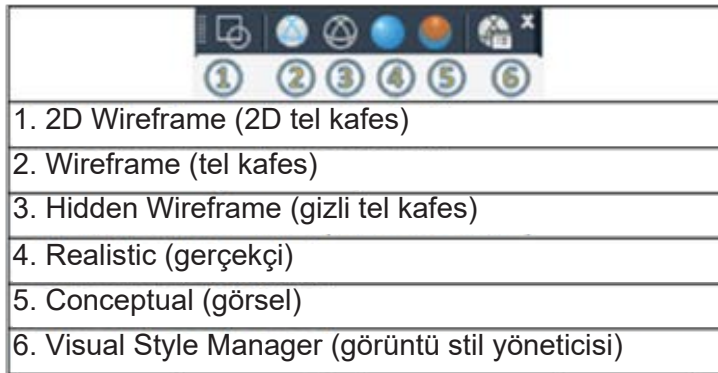 1 2 3 4 5 6
1. 2D Wireframe (2D tel kafes)
2. Wireframe (tel kafes)
3. Hidden Wireframe (gizli tel kafes)
4. Realistic (gerçekçi)
5. Conceptual (görsel)
6. Visual Style Manager (görüntü stil yöneticisi)